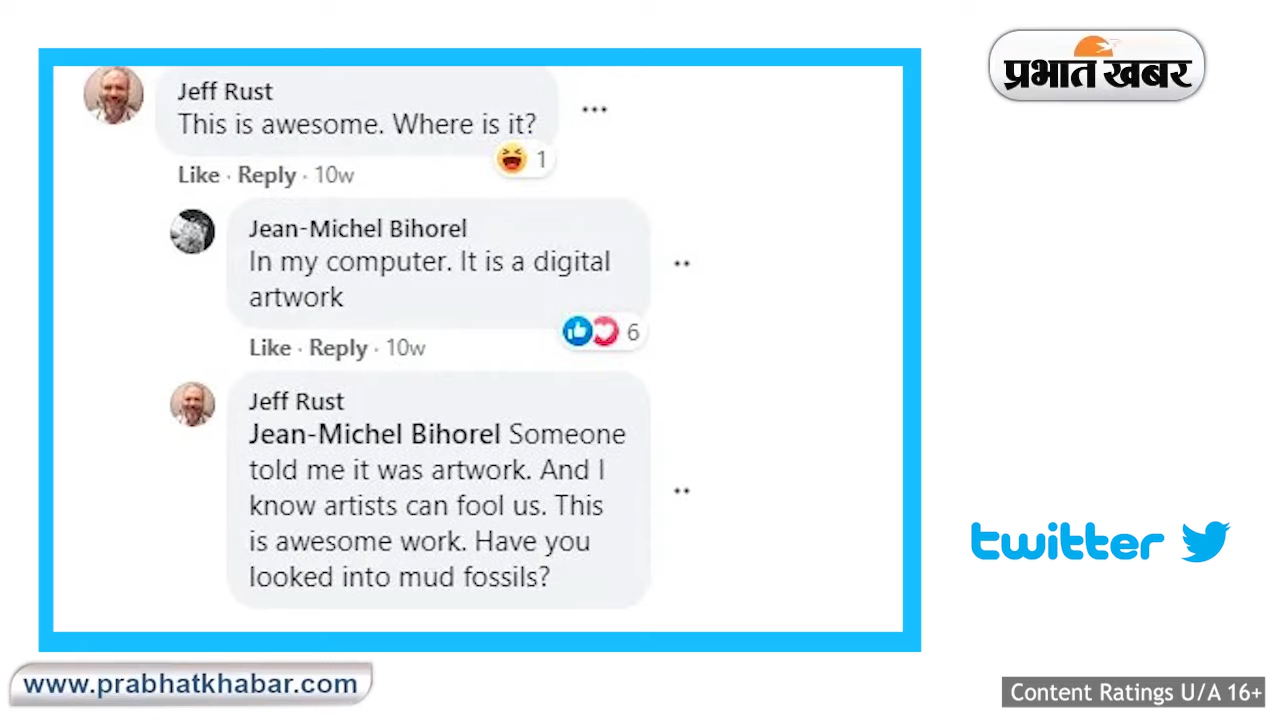 प्रभात खबर
Jeff Rust
This is awesome. Where is it?
1
Like · Reply · 10w
Jean-Michel Bihorel
In my computer. It is a digital
artwork
6
Like · Reply · 10w
Jeff Rust
Jean-Michel Bihorel Someone
told me it was artwork. And I
know artists can fool us. This
is awesome work. Have you
looked into mud fossils?
twitter
www.prabhatkhabar.com
Content Ratings U/A 16+